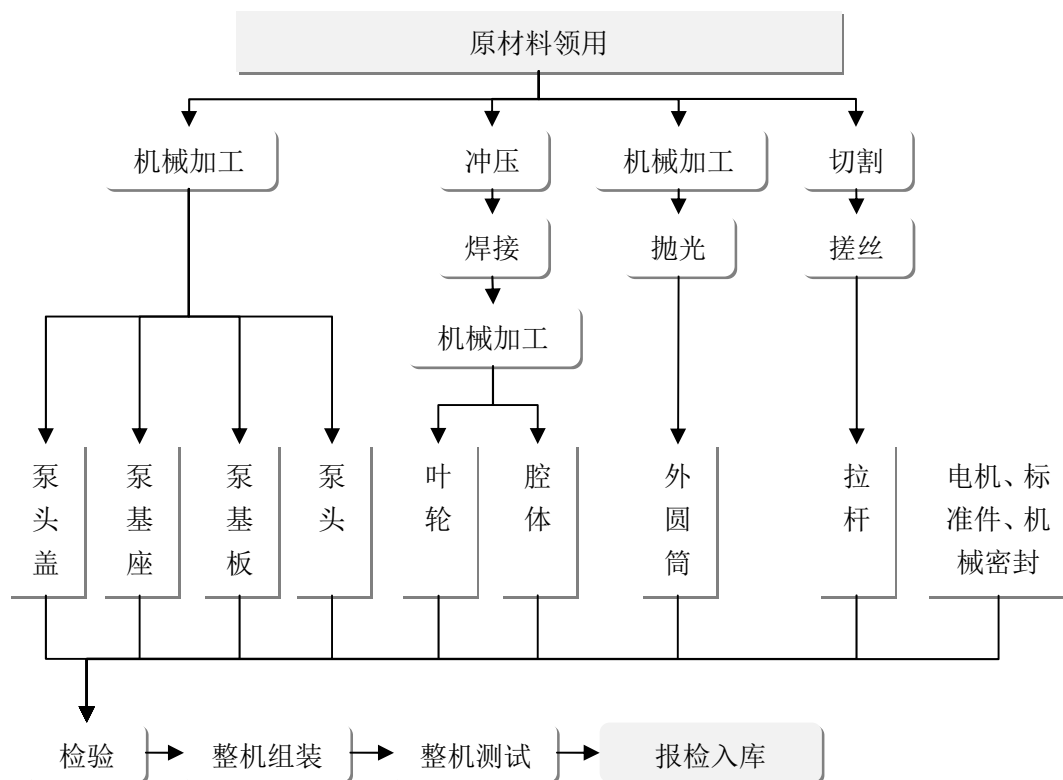 原材料领用
机械加工
冲压
机械加工
切割
焊接
抛光
搓丝
机械加工
泵头盖
泵基座
泵基板
泵头
叶轮
腔体
外圆筒
拉杆
电机、标
准件、机
械密封
检验
整机组装
整机测试
报检入库